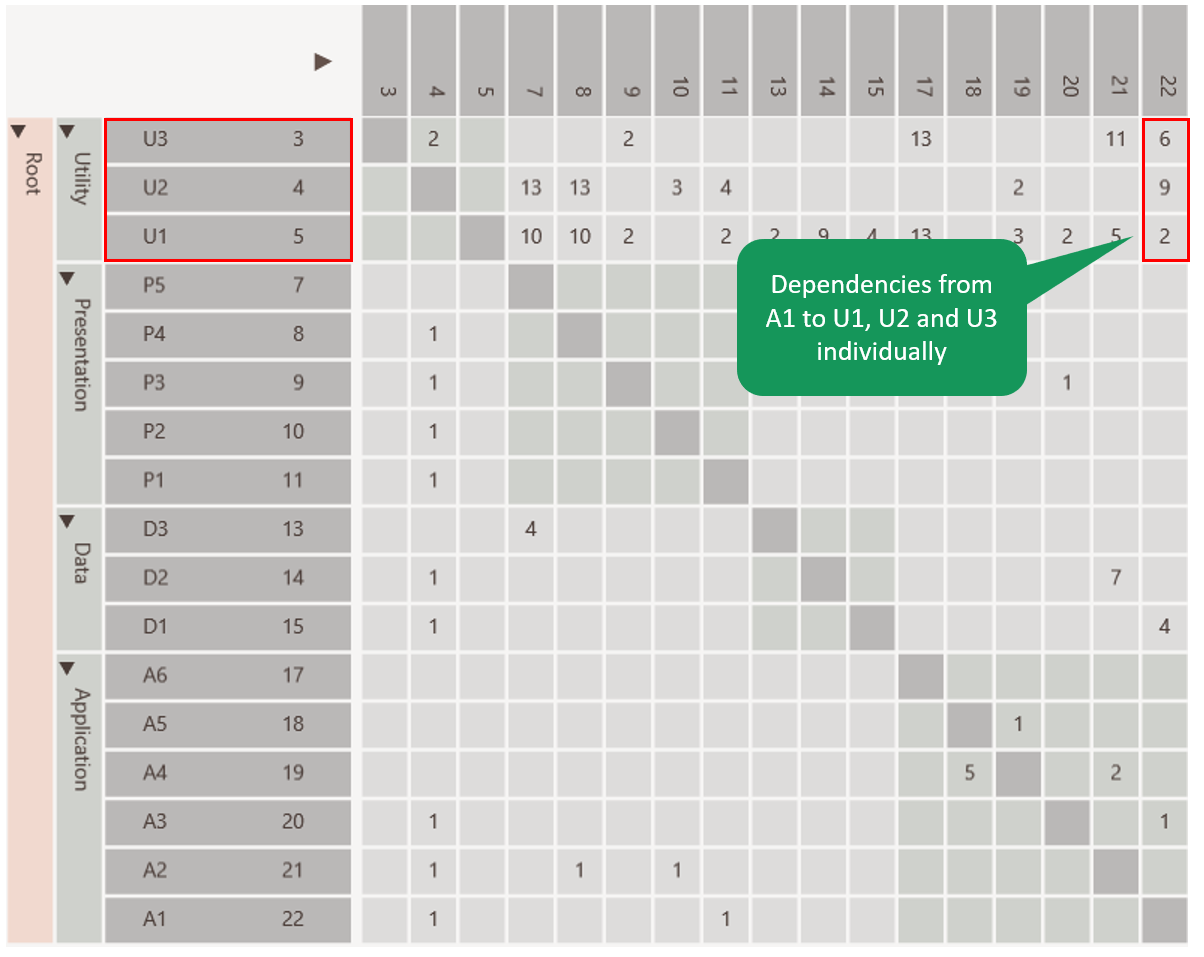 3 4 5 7 8 9 10 11 13 14 15 17 18 19 20 21 22
Root
Utility
U3 3 2 2 13 11 6
U2 4 13 13 3 4 2 9
U1 5 10 10 2 2 2 9 4 13 3 2 5 2
Presentation
P5 7
P4 8 1
P3 9 1 1
P2 10 1
P1 11 1
Dependencies from
A1 to U1, U2 and U3
individually
Data
D3 13 4
D2 14 1 7
D1 15 1 4
Application
A6 17
A5 18 1
A4 19 5 2
A3 20 1 1
A2 21 1 1 1
A1 22 1 1